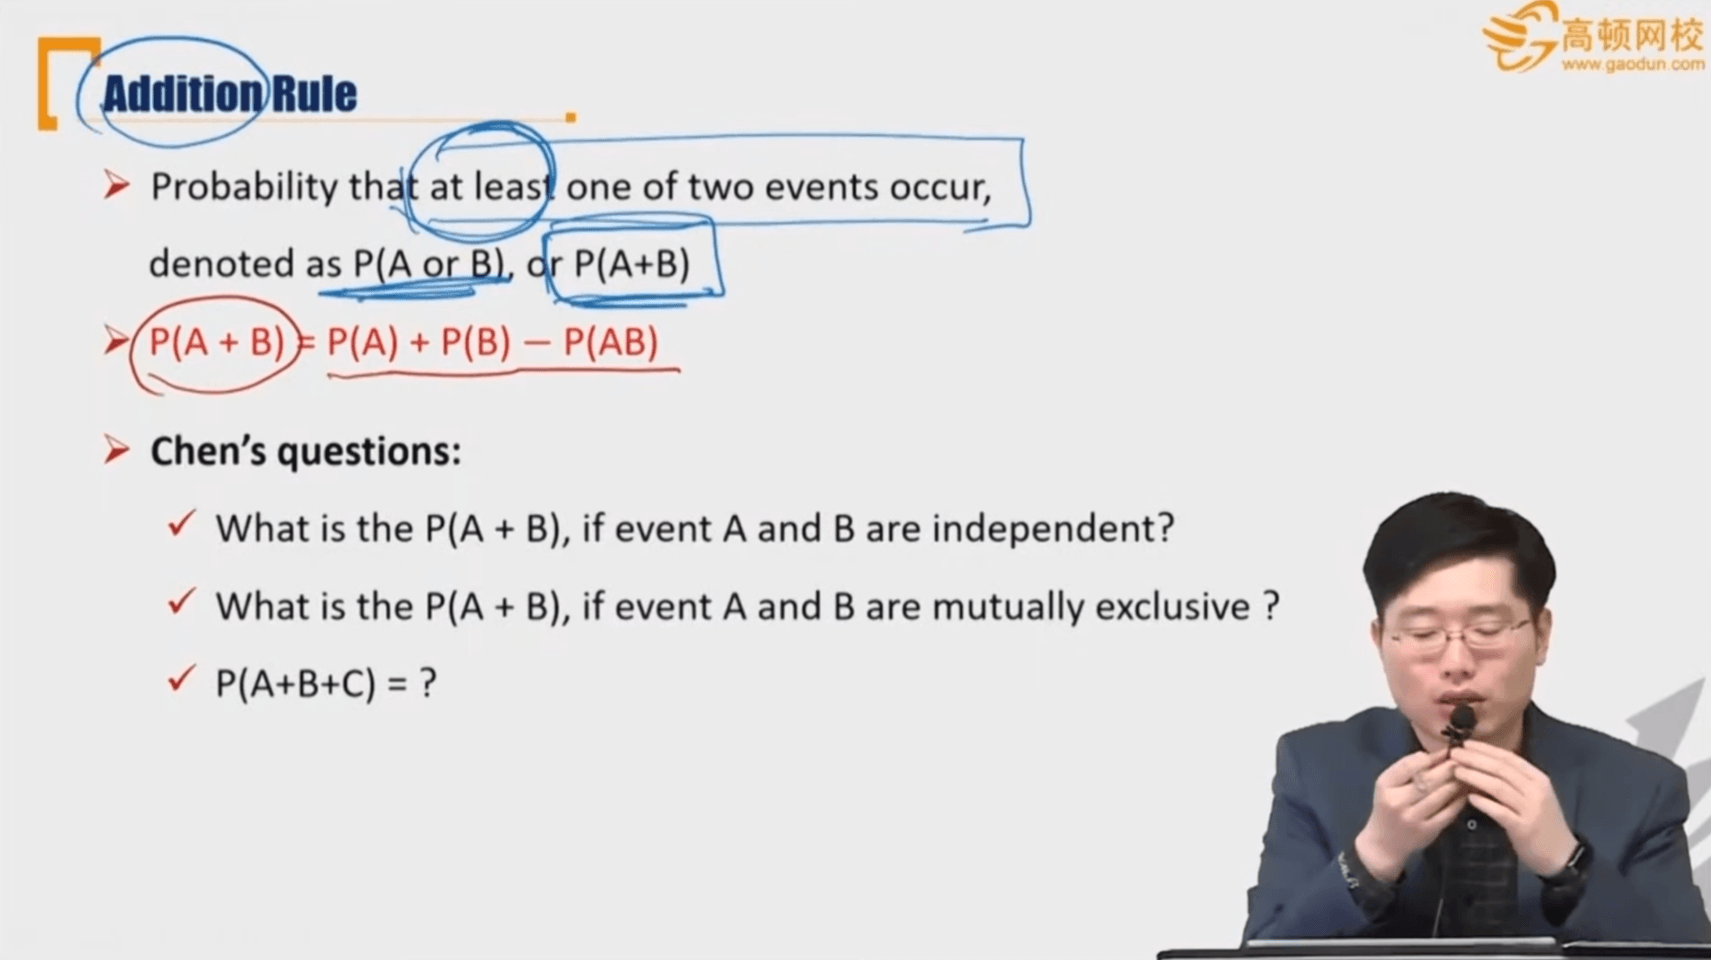 高顿网校
www.gaodun.com
Addition Rule
Probability that at least one of two events occur,
denoted as P(A or B), or P(A+B)
P(A + B) = P(A) + P(B) — P(AB)
Chen’s questions:
What is the P(A + B), if event A and B are independent?
What is the P(A + B), if event A and B are mutually exclusive ?
P(A+B+C) = ?